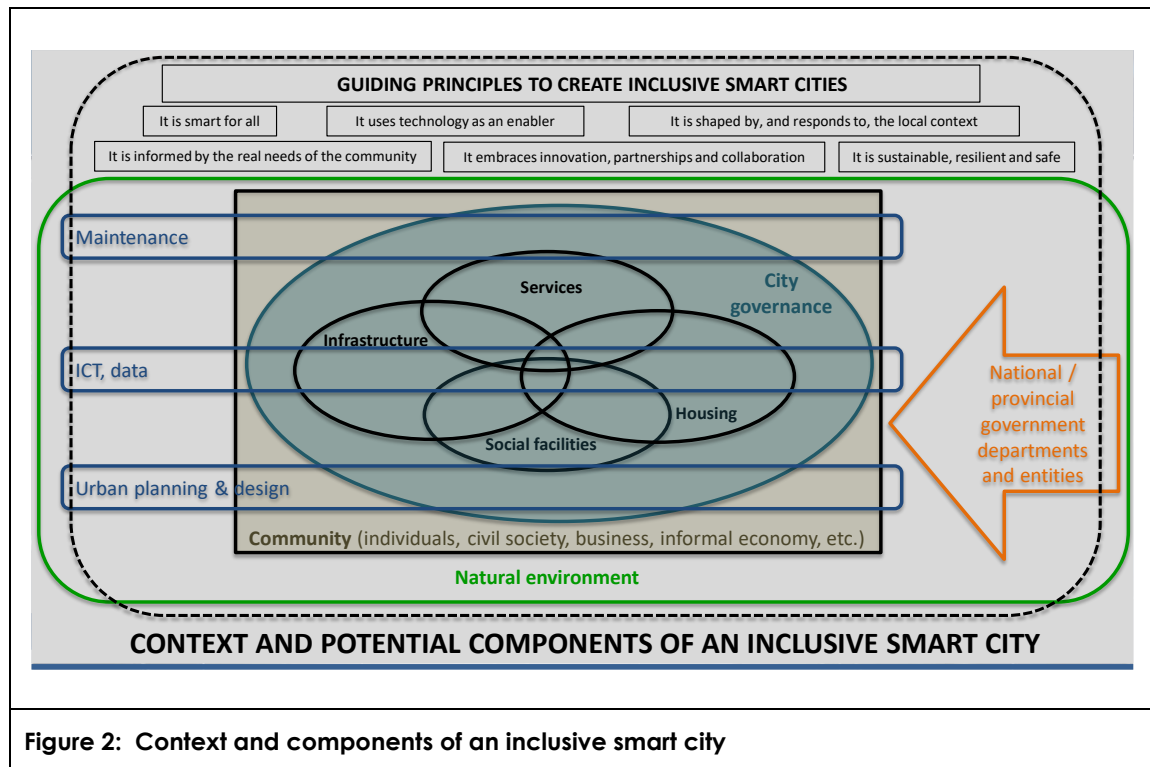 GUIDING PRINCIPLES TO CREATE INCLUSIVE SMART CITIES
It is smart for all
It uses technology as an enabler
It is shaped by, and responds to, the local context
It is informed by the real needs of the community
It embraces innovation, partnerships and collaboration
It is sustainable, resilient and safe
Maintenance
Services
City
governance
Infrastructure
ICT, data
Housing
Social facilities
National /
provincial
government
departments
and entities
Urban planning & design
Community (individuals, civil society, business, informal economy, etc.)
Natural environment
CONTEXT AND POTENTIAL COMPONENTS OF AN INCLUSIVE SMART CITY
Figure 2: Context and components of an inclusive smart city